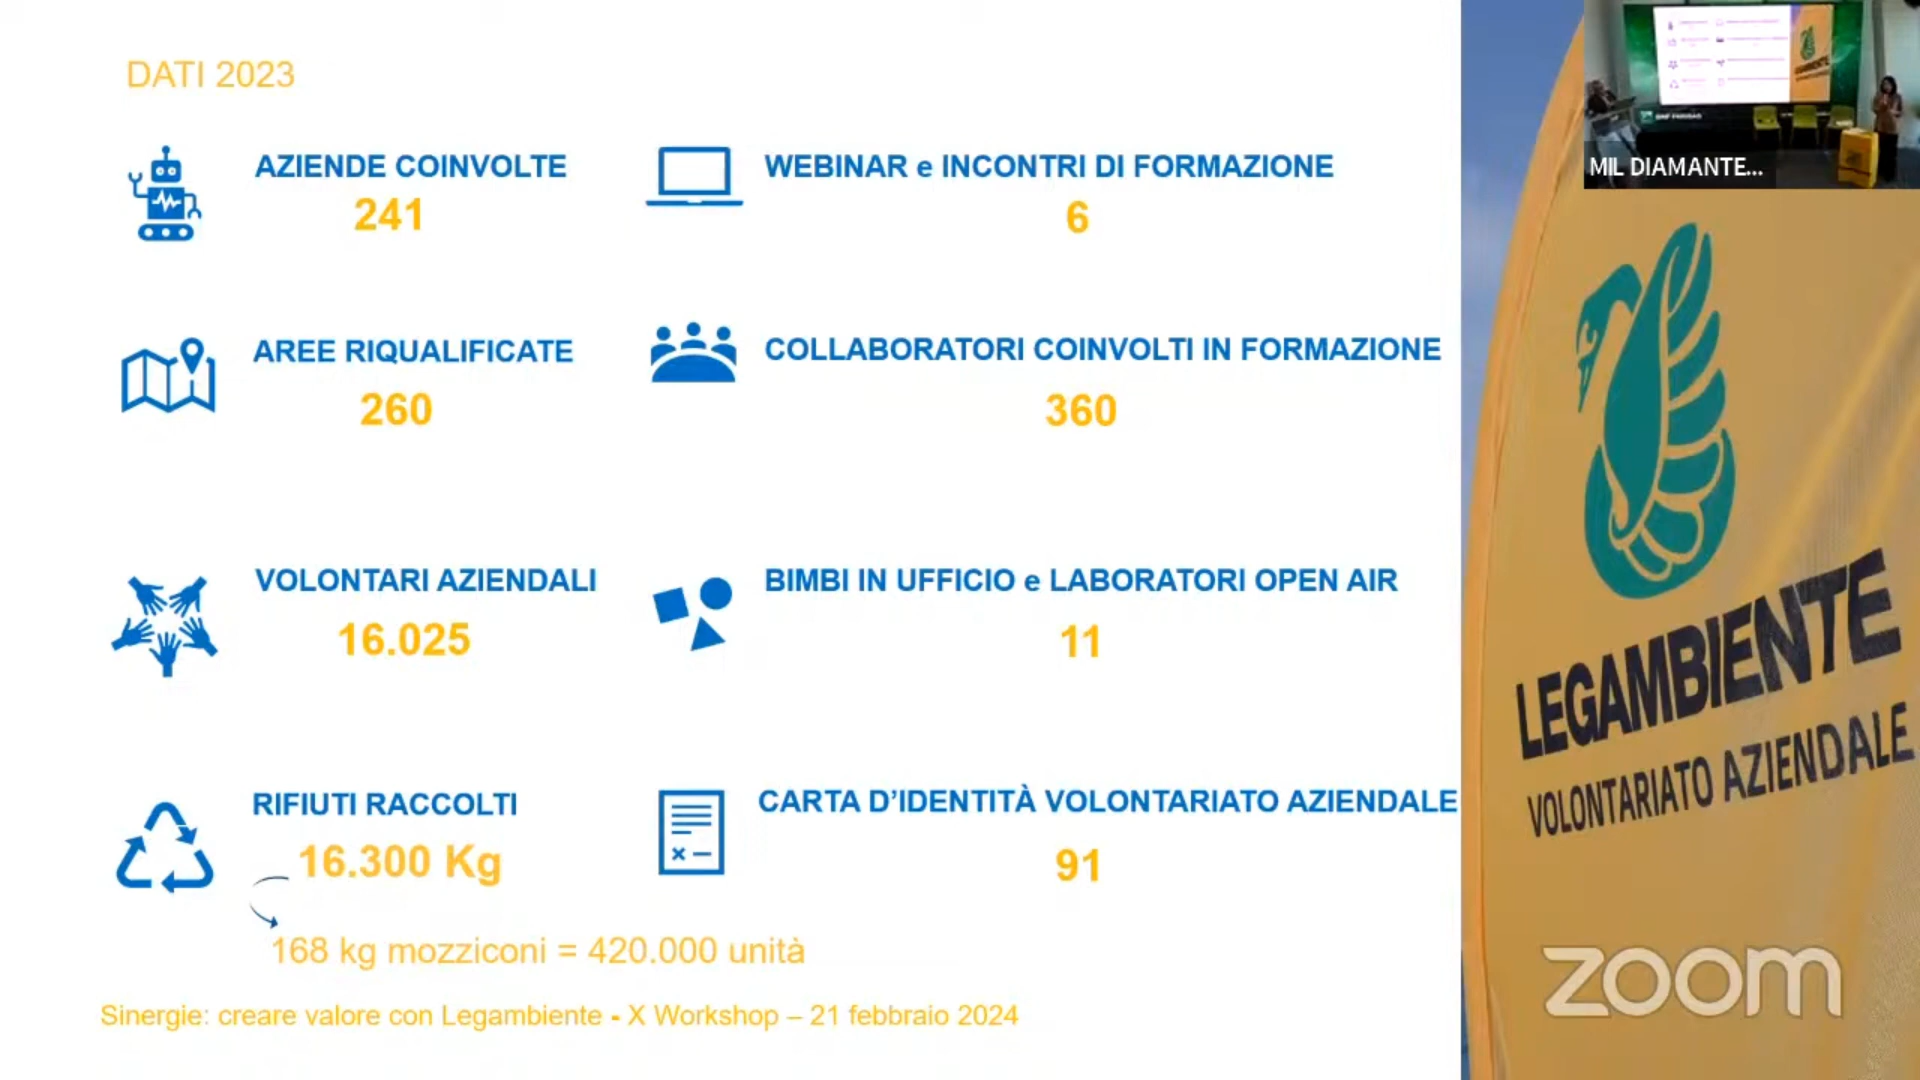 DATI 2023
AZIENDE COINVOLTE
241
WEBINAR e INCONTRI DI FORMAZIONE
6
AREE RIQUALIFICATE
260
COLLABORATORI COINVOLTI IN FORMAZIONE
360
VOLONTARI AZIENDALI
16.025
BIMBI IN UFFICIO e LABORATORI OPEN AIR
11
RIFIUTI RACCOLTI
16.300 Kg
168 kg mozziconi = 420.000 unità
CARTA D’IDENTITÀ VOLONTARIATO AZIENDALE
91
Sinergie: creare valore con Legambiente - X Workshop – 21 febbraio 2024
MIL DIAMANTE...
LEGAMBIENTE
VOLONTARIATO AZIENDALE
zoom